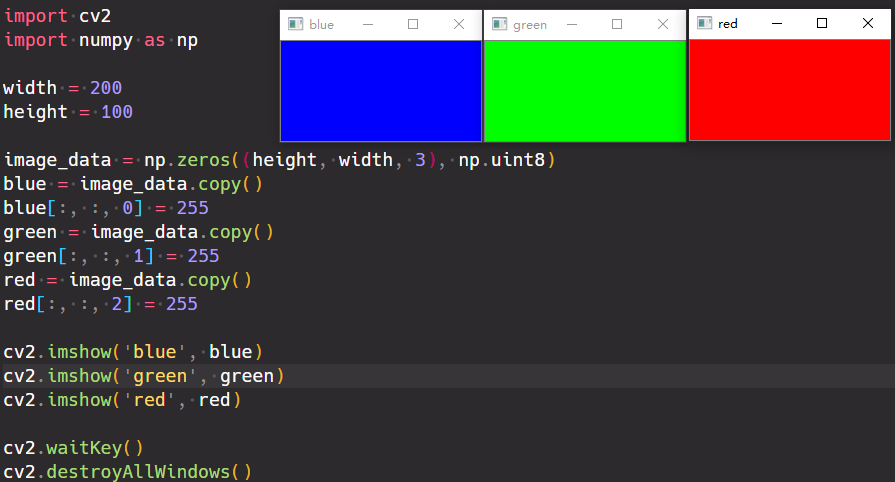 import cv2
import numpy as np
blue
green
red
width = 200
height = 100
image_data = np.zeros((height, width, 3), np.uint8)
blue = image_data.copy()
blue[:, :, 0] = 255
green = image_data.copy()
green[:, :, 1] = 255
red = image_data.copy()
red[:, :, 2] = 255
cv2.imshow('blue', blue)
cv2.imshow('green', green)
cv2.imshow('red', red)
cv2.waitKey()
cv2.destroyAllWindows()